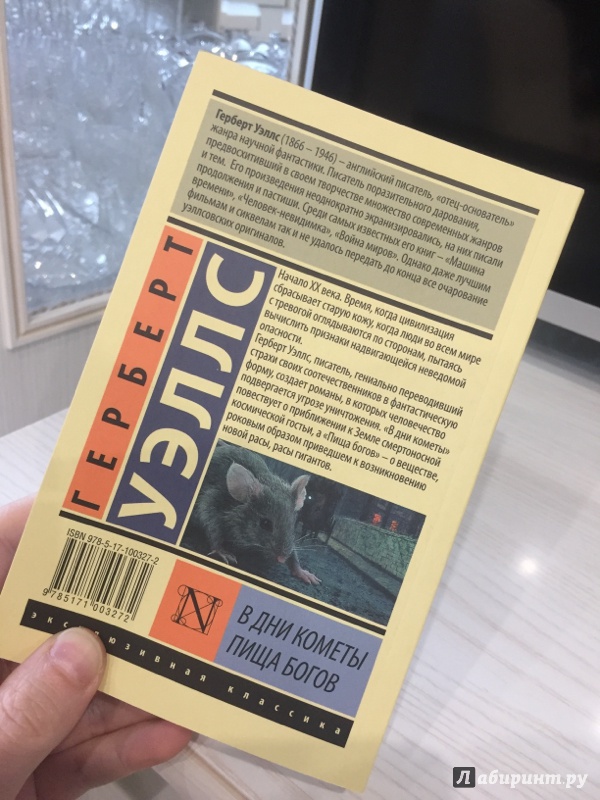 Герберт Уэллс (1866 – 1946) – английский писатель, «отец-основатель»
жанра научной фантастики. Писатель поразительного дарования,
предвосхитивший в своем творчестве множество современных жанров
и тем. Его произведения неоднократно экранизировались, на них писали
продолжения и пастиши. Среди самых известных его книг – «Машина
времени», «Человек-невидимка», «Война миров». Однако даже лучшим
фильмам и сиквелам так и не удалось передать до конца все очарование
уэллсовских оригиналов.
ГЕРБЕРТ
УЭЛЛС
Начало XX века. Время, когда цивилизация
сбрасывает старую кожу, когда люди во всем мире
с тревогой оглядываются по сторонам, пытаясь
вычислить признаки надвигающейся неведомой
опасности.
Герберт Уэллс, писатель, гениально переводивший
страхи своих соотечественников в фантастическую
форму, создает романы, в которых человечество
подвергается угрозе уничтожения. «В дни кометы»
повествует о приближении к Земле смертоносной
космической гостьи, а «Пища богов» – о веществе,
роковым образом приведшем к возникновению
новой расы, расы гигантов.
ISBN 978-5-17-100327-2
9 785171 003272
N
В ДНИ КОМЕТЫ
ПИЩА БОГОВ
эксклюзивная классика
Лабиринт.ру